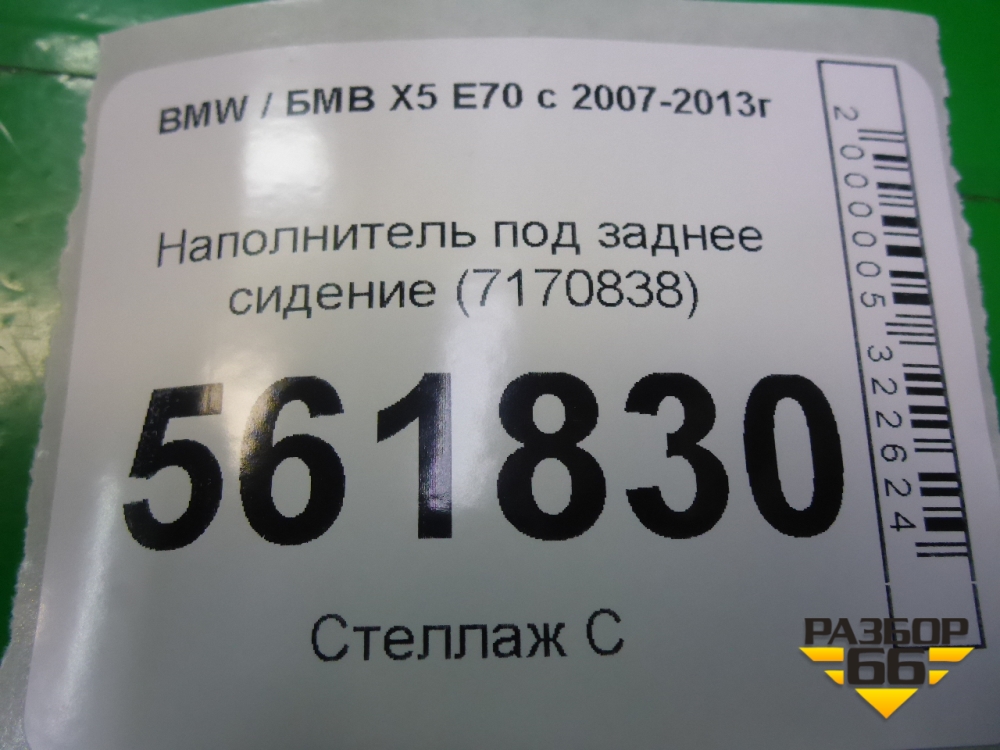 BMW / БМВ X5 E70 с 2007-2013г
Наполнитель под заднее
сидение (7170838)
561830
Стеллаж С
2000005322624
РАЗБОР
66